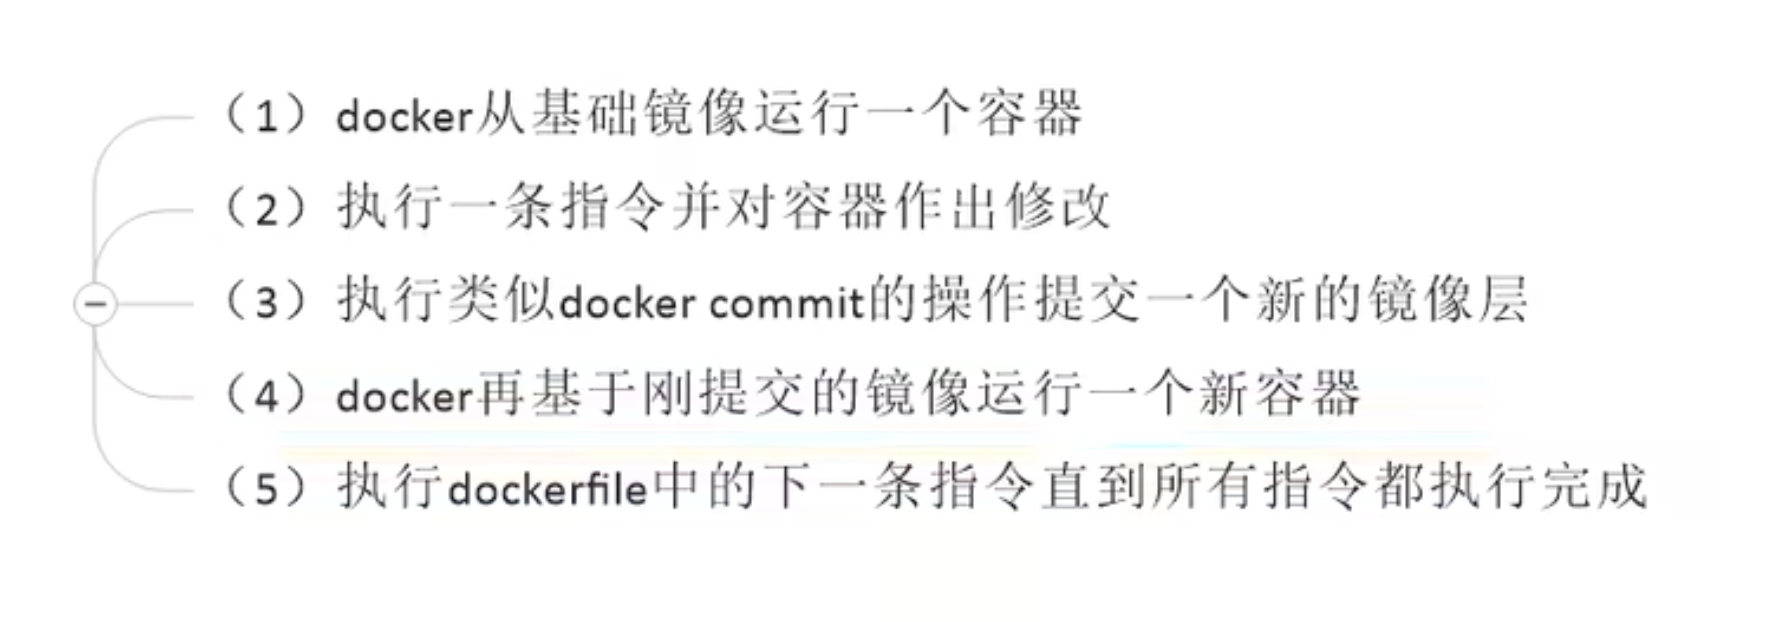 （1）docker从基础镜像运行一个容器
（2）执行一条指令并对容器作出修改
（3）执行类似docker commit的操作提交一个新的镜像层
（4）docker再基于刚提交的镜像运行一个新容器
（5）执行dockerfile中的下一条指令直到所有指令都执行完成